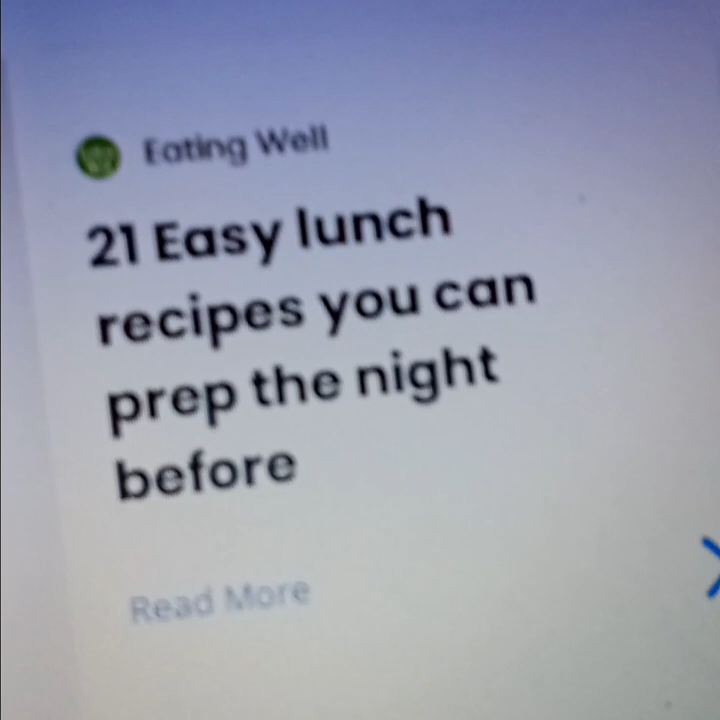 Eating Well
21 Easy lunch
recipes you can
prep the night
before
Read More